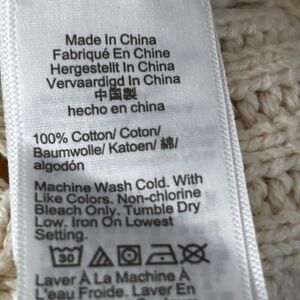 Made In China
Fabriqué En Chine
Hergestellt In China
Vervaardigd In China
中国製
hecho en china
100% Cotton/ Coton/
Baumwolle/ Katoen/ 綿/
algodón
Machine Wash Cold. With
Like Colors. Non-chlorine
Bleach Only. Tumble Dry
Low. Iron On Lowest
Setting.
30
Laver À La Machine À
L'eau Froide. Laver En